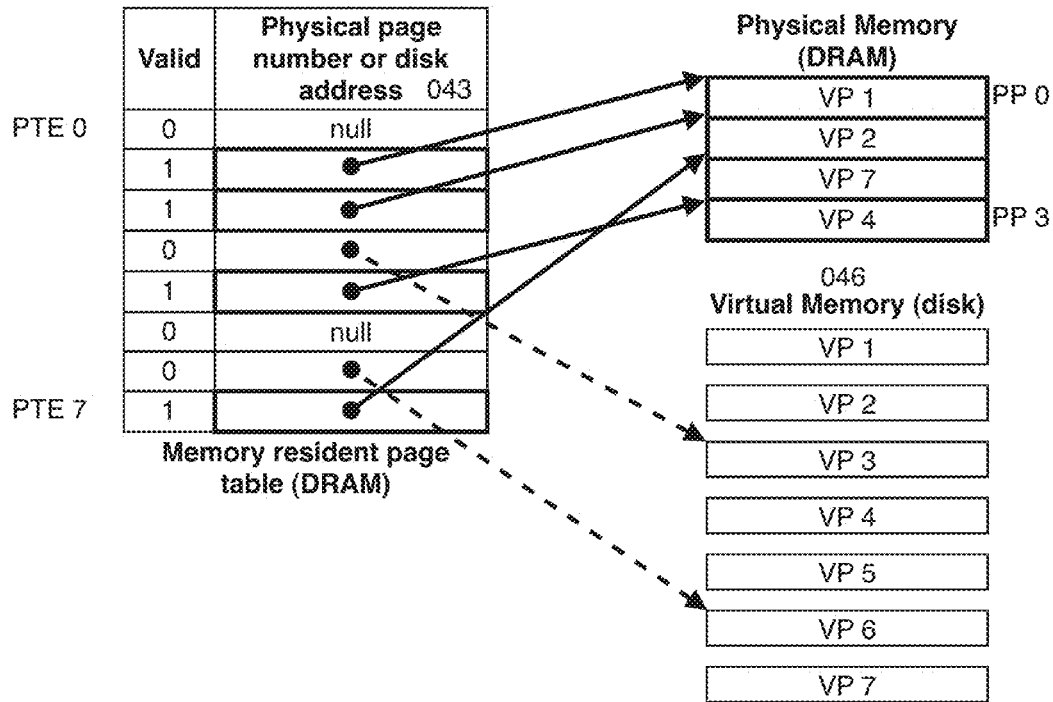 Valid
Physical page
number or disk
address 043
PTE 0
0
null
1
1
0
1
0
null
0
PTE 7
1
Memory resident page
table (DRAM)
Physical Memory
(DRAM)
VP 1
PP 0
VP 2
VP 7
VP 4
PP 3
046
Virtual Memory (disk)
VP 1
VP 2
VP 3
VP 4
VP 5
VP 6
VP 7